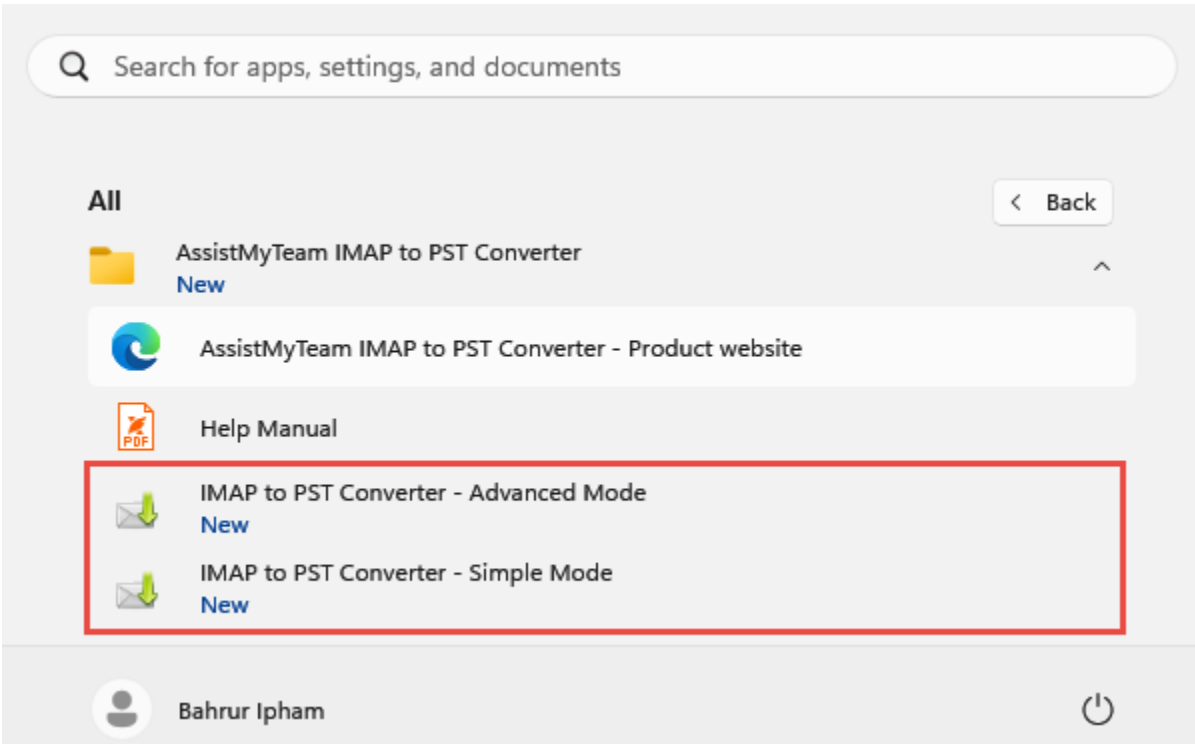 Search for apps, settings, and documents
All
Back
AssistMyTeam IMAP to PST Converter
New
AssistMyTeam IMAP to PST Converter - Product website
PDF
Help Manual
IMAP to PST Converter - Advanced Mode
New
IMAP to PST Converter - Simple Mode
New
Bahrur Ipham